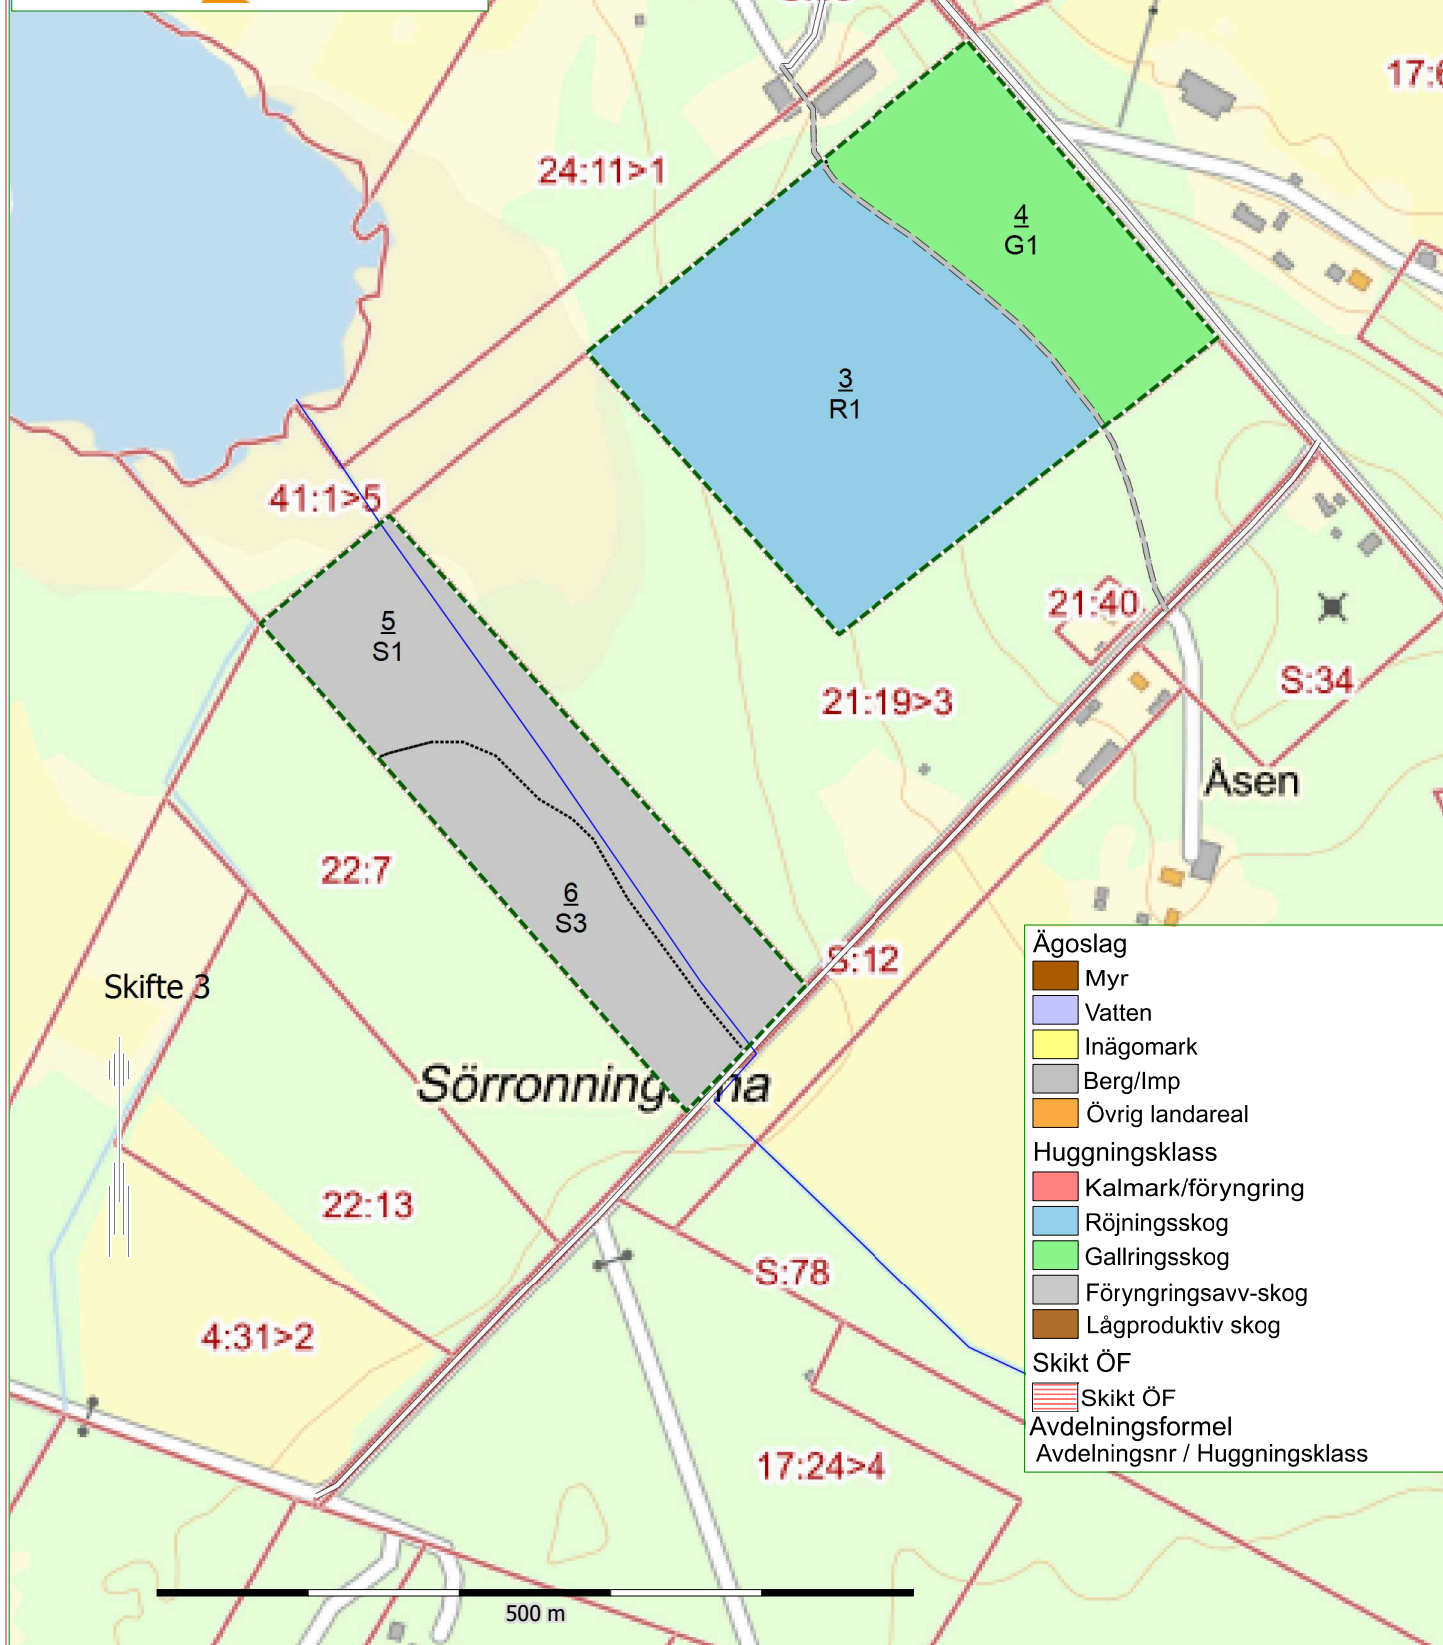 17:6
24:11>1
4
G1
3
R1
41:1>5
5
S1
21:40
21:19>3
S:34
Åsen
22:7
6
S3
S:12
Skifte 3
Sörronning
na
22:13
S:78
4:31>2
17:24>4
500 m
Ägoslag
Myr
Vatten
Inägomark
Berg/Imp
Övrig landareal
Huggningsklass
Kalmark/föryngring
Röjningsskog
Gallringsskog
Föryngringsavv-skog
Lågproduktiv skog
Skikt ÖF
Skikt ÖF
Avdelningsformel
Avdelningsnr / Huggningsklass